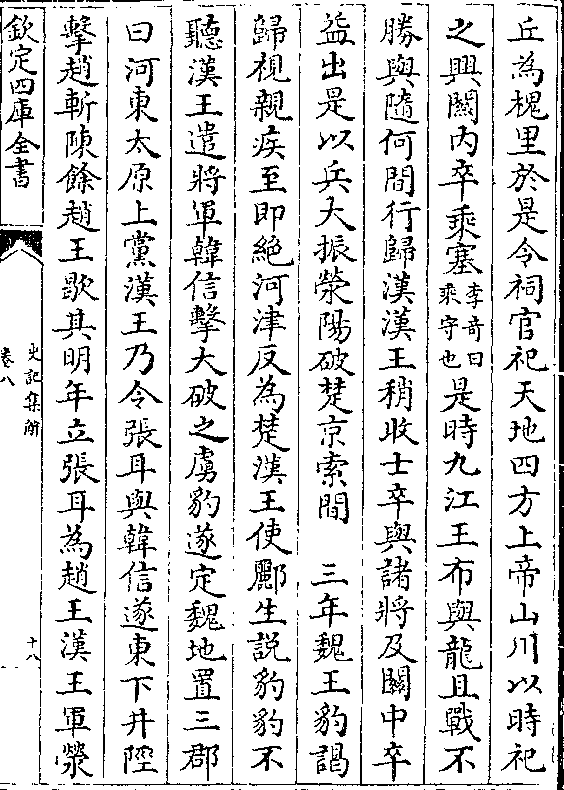 丘為槐里於是令祠官祀天地四方上帝山川以時祀
之興關內卒乘塞李奇曰乘守也是時九江王布與龍且戰不
勝與隨何間行歸漢漢王稍收士卒與諸將及關中卒
益出是以兵大振滎陽破楚京索間　三年魏王豹謁
歸視親疾至即絶河津反為楚漢王使酈生説豹豹不
聽漢王遣將軍韓信擊大破之虜豹遂定魏地置三郡
曰河東太原上黨漢王乃令張耳與韓信遂東下井陘
擊趙斬陳餘趙王歇其明年立張耳為趙王漢王軍滎
欽定四庫全書
史記集解
卷八
十八